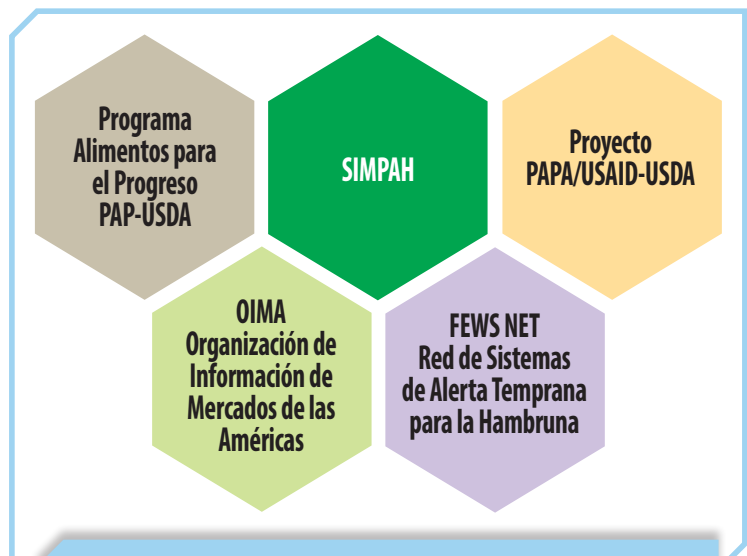 Programa
Alimentos para
el Progreso
PAP-USDA
SIMPAH
Proyecto
PAPA/USAID-USDA
OIMA
Organización de
Información de
Mercados de las
Américas
FEWS NET
Red de Sistemas
de Alerta Temprana
para la Hambruna